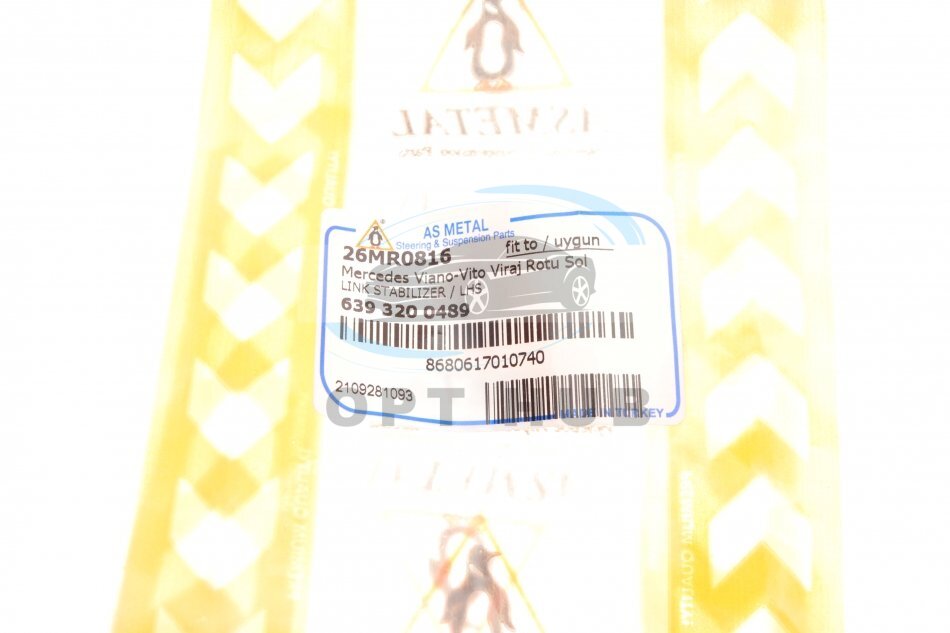 ASMETAL
AS METAL
Steering & Suspension Parts
26MR0816
fit to / uygun
Mercedes Viano-Vito Viraj Rotu Sol
LINK STABILIZER / LHS
639 320 0489
8680617010740
2109281093
OPT HUB
MADE IN TURKEY